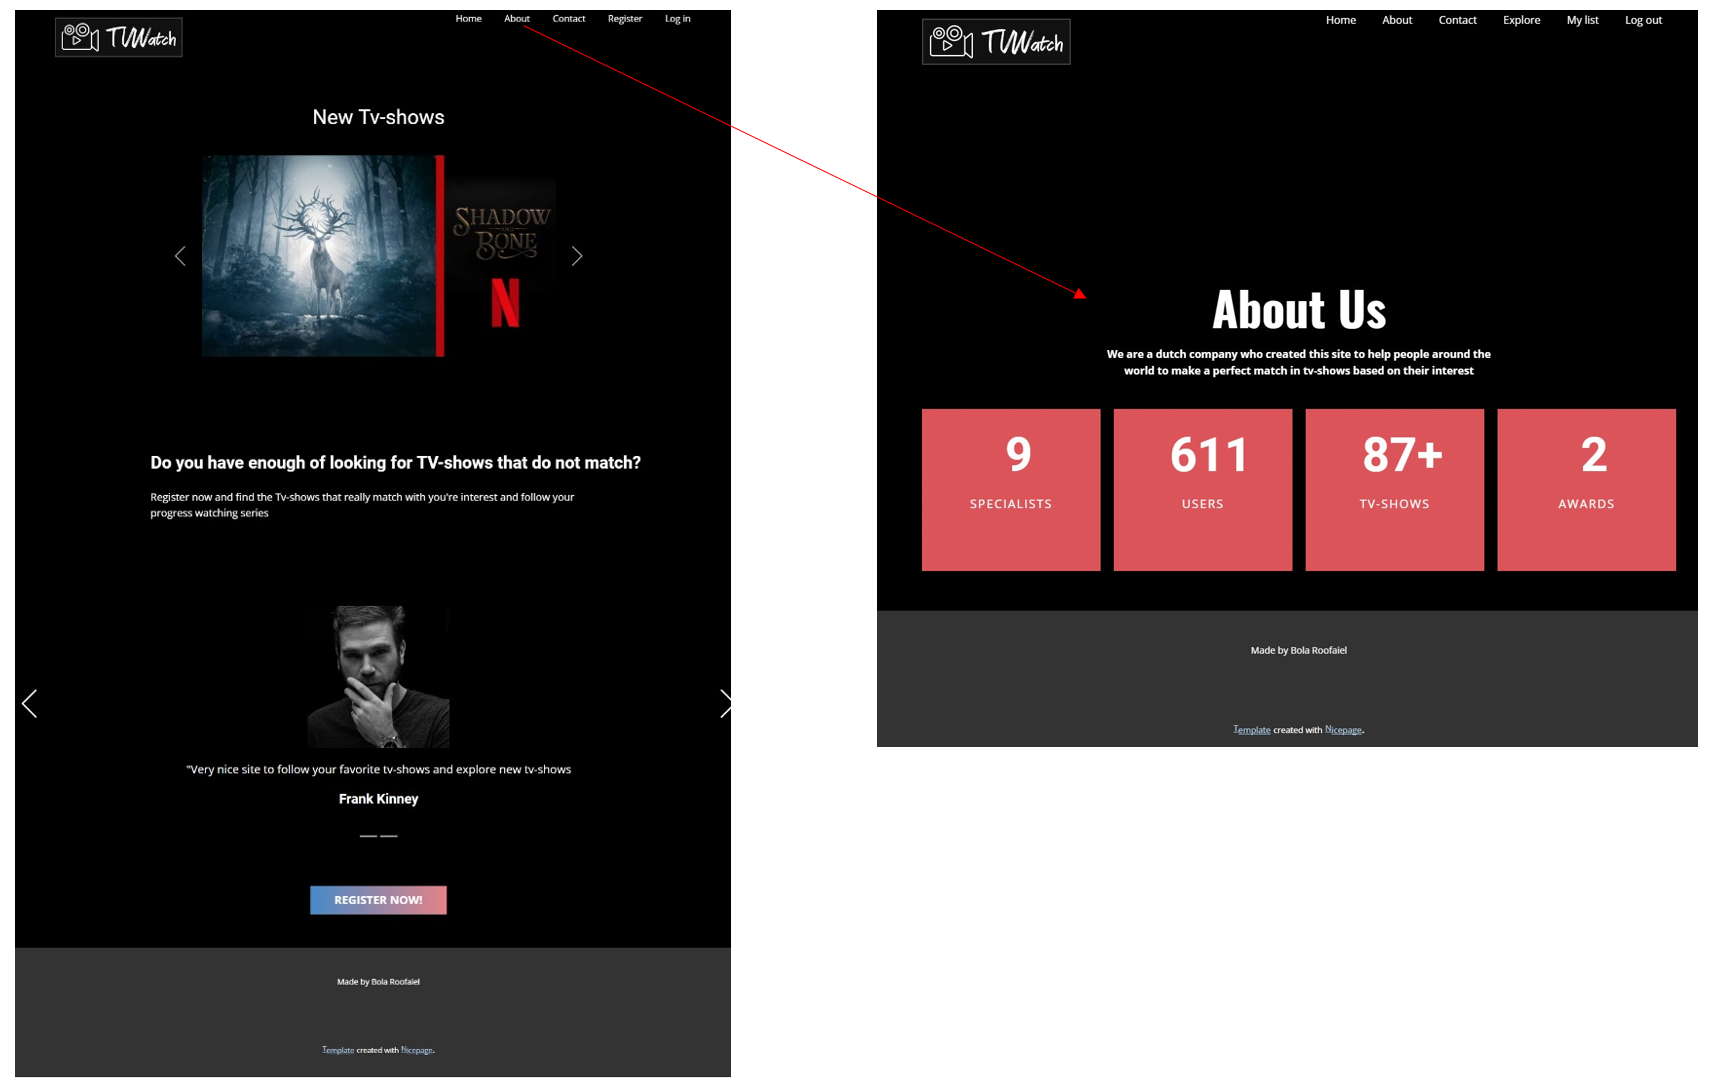 TVWatch
Home About Contact Register Log in
New Tv-shows
SHADOW
AND
BONE
N
Do you have enough of looking for TV-shows that do not match?
Register now and find the Tv-shows that really match with you're interest and follow your
progress watching series
"Very nice site to follow your favorite tv-shows and explore new tv-shows
Frank Kinney
REGISTER NOW!
Made by Bola Roofaiel
Template created with Nicepage.
TVWatch
Home About Contact Explore My list Log out
About Us
We are a dutch company who created this site to help people around the
world to make a perfect match in tv-shows based on their interest
9
SPECIALISTS
611
USERS
87+
TV-SHOWS
2
AWARDS
Made by Bola Roofaiel
Template created with Nicepage.